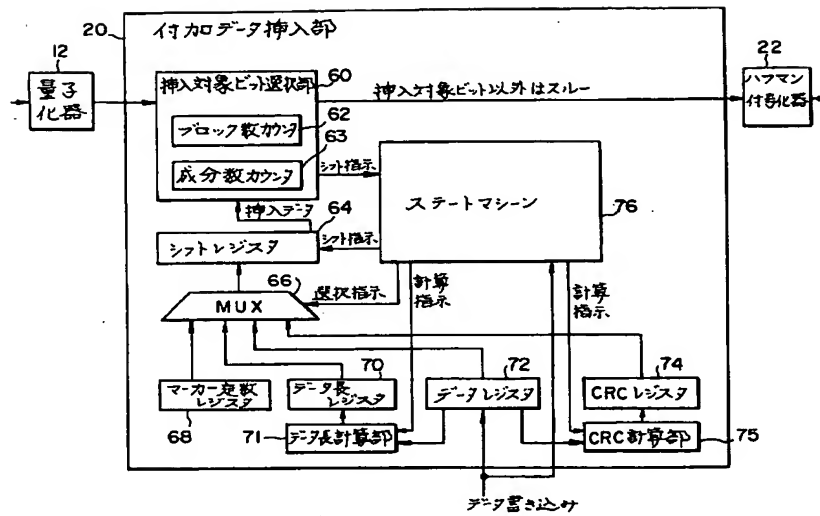 20
付加データ挿入部
12
量子
化器
挿入対象ビット選択部
60
ブロック数カウンタ
62
成分数カウンタ
63
挿入対象ビット以外はスルー
22
ハフマン
符号化器
シフト指示
ステートマシーン
76
挿入データ
64
シフトレジスタ
シフト指示
66
MUX
選択指示
計算
指示
計算
指示
マーカー定数
レジスタ
68
70
データ長
レジスタ
71
データ長計算部
72
データレジスタ
74
CRCレジスタ
CRC計算部
75
データ書き込み